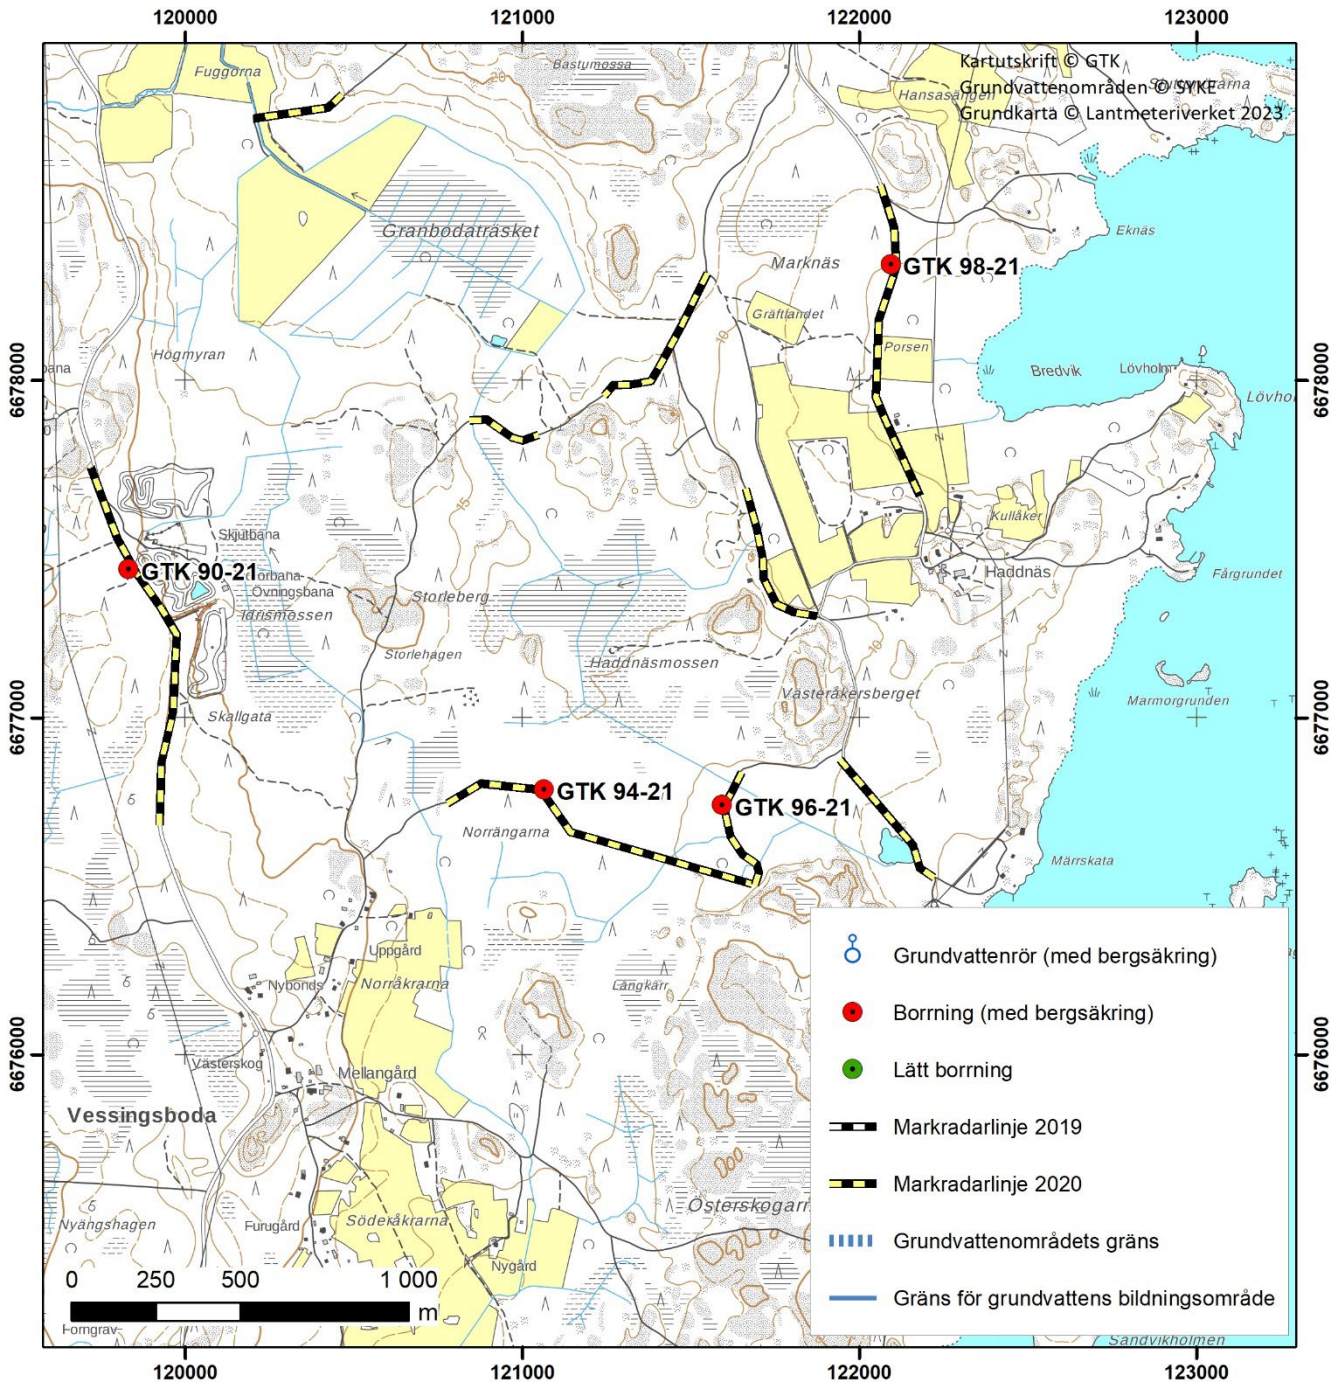 120000 121000 122000 123000
Kartutskrift © GTK
Grundvattenområden © SYKE
Grundkarta © Lantmeteriverket 2023
Fuggorna
Bastumossa
Hansasängen
Granbodaträsket
Eknäs
Marknäs
GTK 98-21
Gräftlandet
Porsen
Högmyran
6678000
6678000
Bredvik
Lövholm
Skjutbana
Kullåker
Haddnäs
GTK 90-21
Övningsbana
Storleberg
Idrismossen
Färgrundet
Storlehagen
Haddnäsmossen
Västeråkersberget
Marmorgrunden
6677000
6677000
Skallgata
GTK 94-21
GTK 96-21
Norrängarna
Märrskata
Uppgård
Nybonds
Norråkrarna
Långkärr
6676000
6676000
Västerskog
Mellangård
Vessingsboda
Nyängshagen
Furugård
Söderåkrarna
Nygård
Grundvattenrör (med bergsäkring)
Borrning (med bergsäkring)
Lätt borrning
Markradarlinje 2019
Markradarlinje 2020
Grundvattenområdets gräns
Gräns för grundvattens bildningsområde
0 250 500 1 000
m
Forngrav
Sandvikholmen
120000 121000 122000 123000